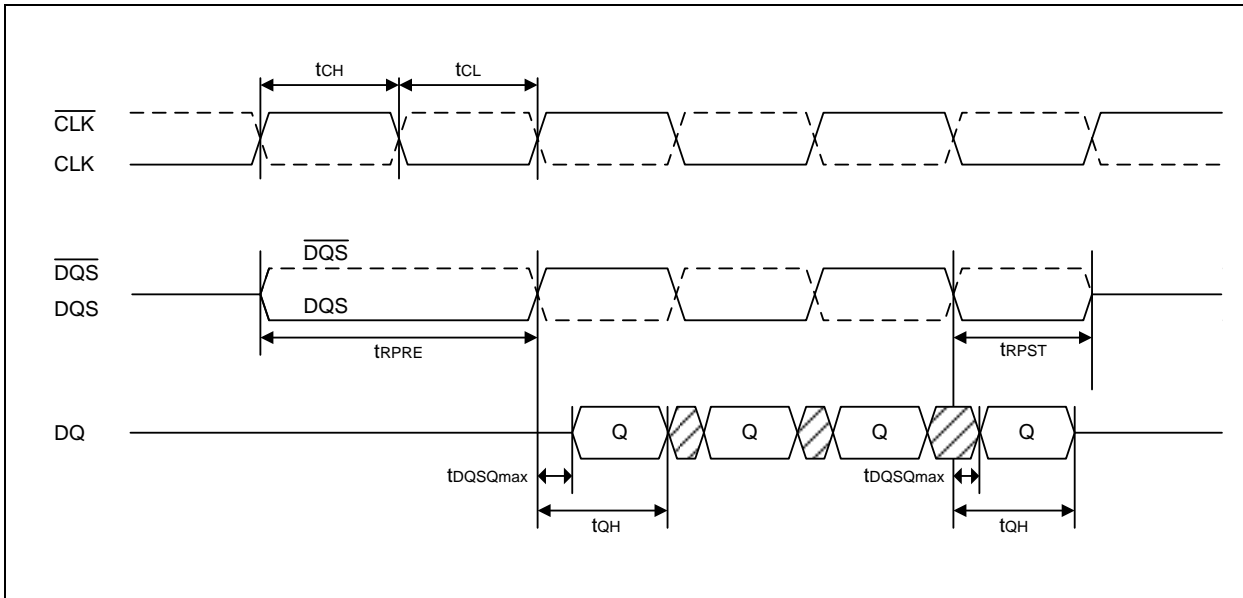 tCH tCL
CLK
CLK
DQS
DQS
DQS
DQS
tRPRE tRPST
DQ Q Q Q Q
tDQSQmax tDQSQmax
tQH tQH